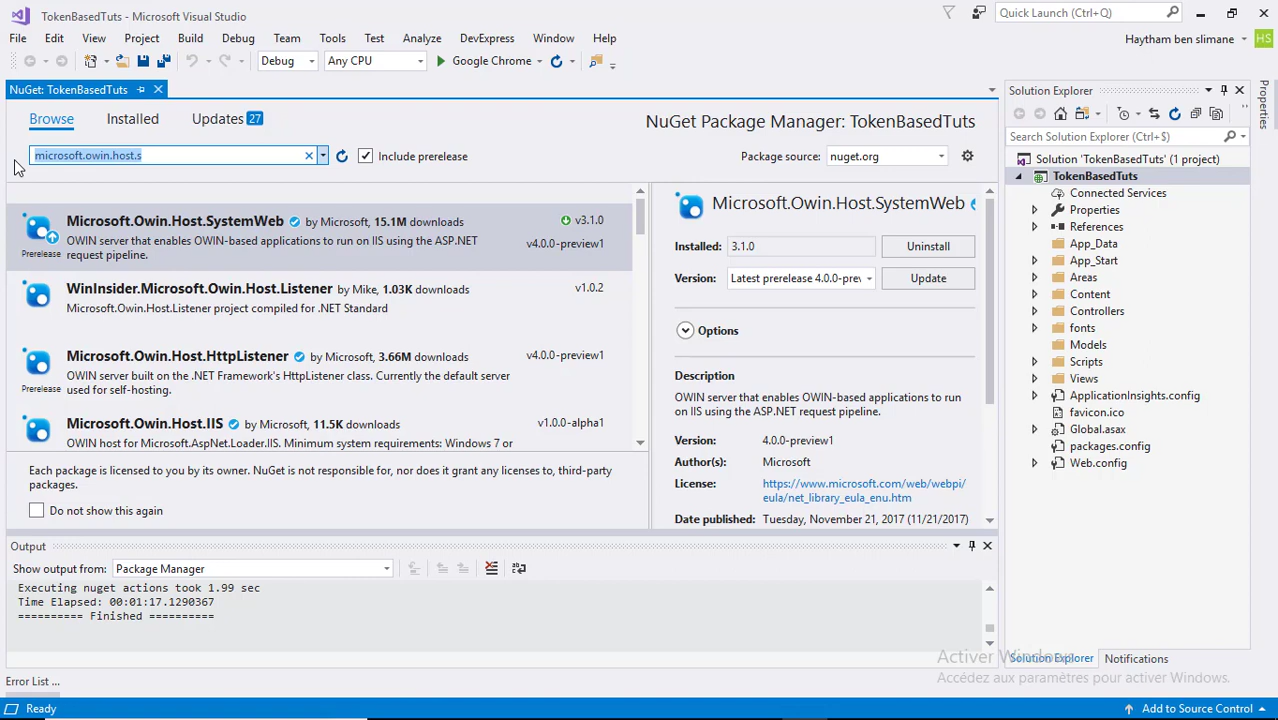 TokenBasedTuts - Microsoft Visual Studio
Quick Launch (Ctrl+Q)
File Edit View Project Build Debug Team Tools Test Analyze DevExpress Window Help
Haytham ben slimane HS
Debug Any CPU Google Chrome
NuGet: TokenBasedTuts
Browse Installed Updates 27
NuGet Package Manager: TokenBasedTuts
microsoft.owin.host.s
Include prerelease
Package source: nuget.org
Microsoft.Owin.Host.SystemWeb by Microsoft, 15.1M downloads v3.1.0
OWIN server that enables OWIN-based applications to run on IIS using the ASP.NET v4.0.0-preview1
Prerelease request pipeline.
WinInsider.Microsoft.Owin.Host.Listener by Mike, 1.03K downloads v1.0.2
Microsoft.Owin.Host.Listener project compiled for .NET Standard
Microsoft.Owin.Host.HttpListener by Microsoft, 3.66M downloads v4.0.0-preview1
OWIN server built on the .NET Framework's HttpListener class. Currently the default server
Prerelease used for self-hosting.
Microsoft.Owin.Host.IIS by Microsoft, 11.5K downloads v1.0.0-alpha1
OWIN host for Microsoft.AspNet.Loader.IIS. Minimum system requirements: Windows 7 or
Each package is licensed to you by its owner. NuGet is not responsible for, nor does it grant any licenses to, third-party
packages.
Do not show this again
Microsoft.Owin.Host.SystemWeb
Installed: 3.1.0 Uninstall
Version: Latest prerelease 4.0.0-prev Update
Options
Description
OWIN server that enables OWIN-based applications to run
on IIS using the ASP.NET request pipeline.
Version: 4.0.0-preview1
Author(s): Microsoft
License: https://www.microsoft.com/web/webpi/
eula/net_library_eula_enu.htm
Date published: Tuesday, November 21, 2017 (11/21/2017)
Solution Explorer
Search Solution Explorer (Ctrl+$)
Solution 'TokenBasedTuts' (1 project)
TokenBasedTuts
Connected Services
Properties
References
App_Data
App_Start
Areas
Content
Controllers
fonts
Models
Scripts
Views
ApplicationInsights.config
favicon.ico
Global.asax
packages.config
Web.config
Properties
Output
Show output from: Package Manager
Executing nuget actions took 1.99 sec
Time Elapsed: 00:01:17.1290367
========== Finished ==========
Activer Windows
Accédez aux paramètres pour activer Windows.
Solution Explorer Notifications
Error List ...
Ready
Add to Source Control